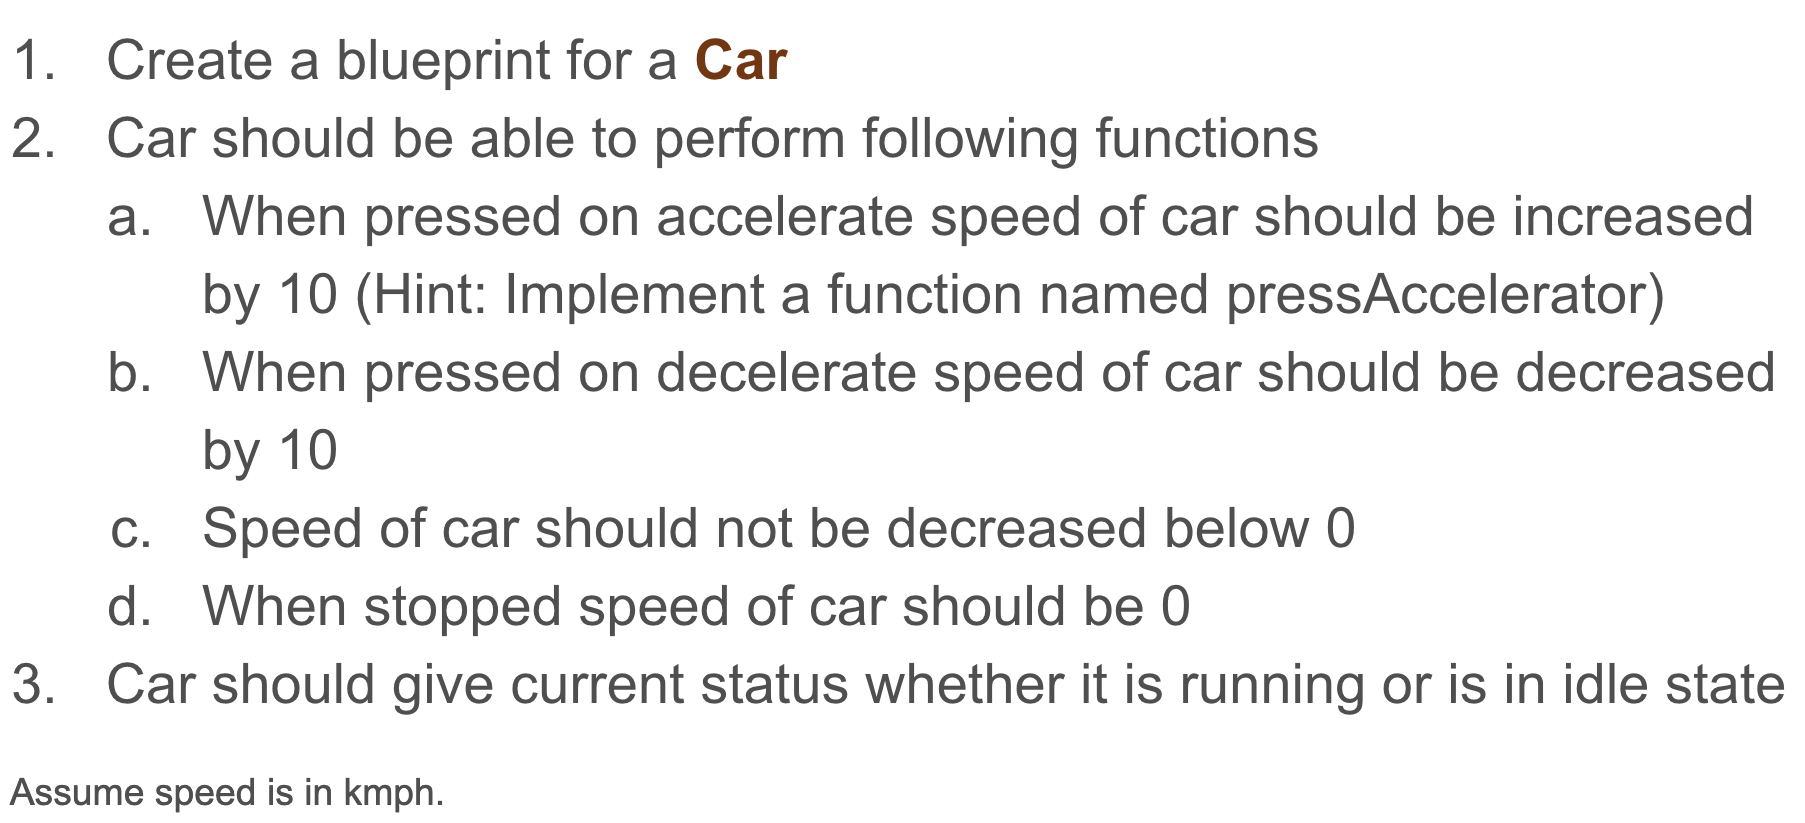 1. Create a blueprint for a Car
2. Car should be able to perform following functions
a. When pressed on accelerate speed of car should be increased
by 10 (Hint: Implement a function named pressAccelerator)
b. When pressed on decelerate speed of car should be decreased
by 10
c. Speed of car should not be decreased below 0
d. When stopped speed of car should be 0
3. Car should give current status whether it is running or is in idle state
Assume speed is in kmph.